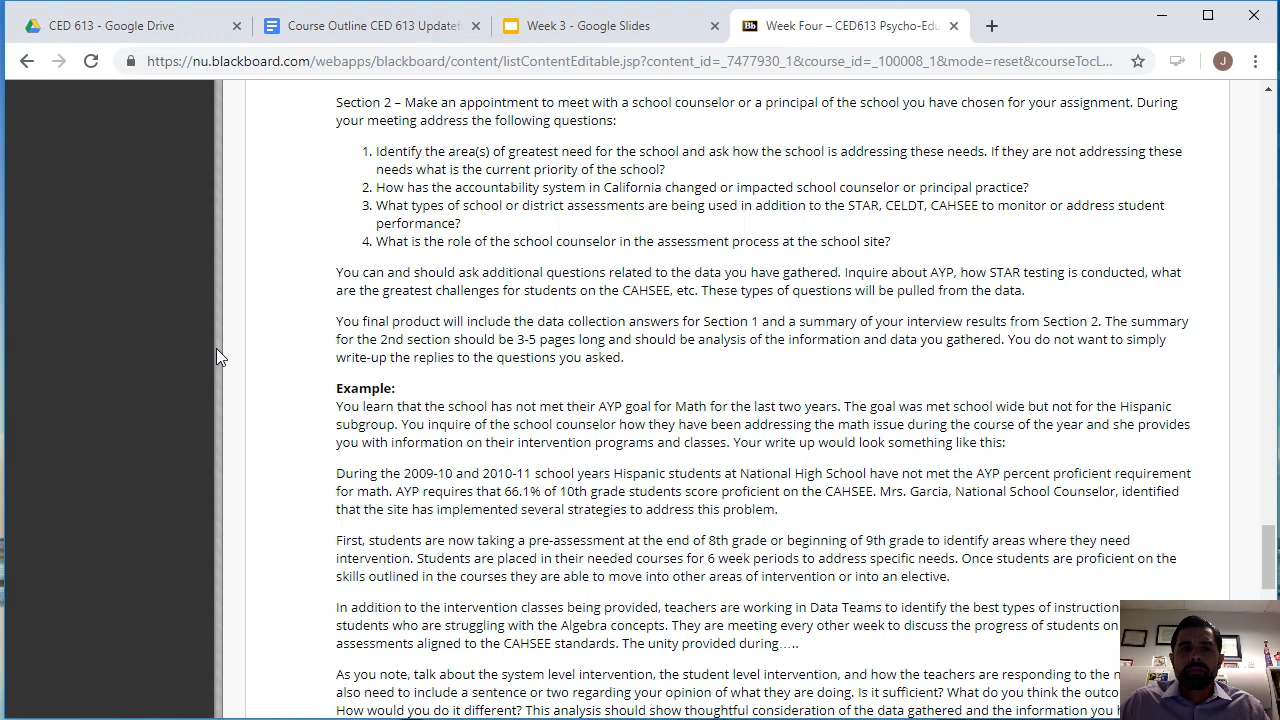 CED 613 - Google Drive
Course Outline CED 613 Updatef
Week 3 - Google Slides
Bb
Week Four – CED613 Psycho-Edu
https://nu.blackboard.com/webapps/blackboard/content/listContentEditable.jsp?content_id=_7477930_1&course_id=_100008_1&mode=reset&courseTocL...
J
Section 2 – Make an appointment to meet with a school counselor or a principal of the school you have chosen for your assignment. During
your meeting address the following questions:
1. Identify the area(s) of greatest need for the school and ask how the school is addressing these needs. If they are not addressing these
needs what is the current priority of the school?
2. How has the accountability system in California changed or impacted school counselor or principal practice?
3. What types of school or district assessments are being used in addition to the STAR, CELDT, CAHSEE to monitor or address student
performance?
4. What is the role of the school counselor in the assessment process at the school site?
You can and should ask additional questions related to the data you have gathered. Inquire about AYP, how STAR testing is conducted, what
are the greatest challenges for students on the CAHSEE, etc. These types of questions will be pulled from the data.
You final product will include the data collection answers for Section 1 and a summary of your interview results from Section 2. The summary
for the 2nd section should be 3-5 pages long and should be analysis of the information and data you gathered. You do not want to simply
write-up the replies to the questions you asked.
Example:
You learn that the school has not met their AYP goal for Math for the last two years. The goal was met school wide but not for the Hispanic
subgroup. You inquire of the school counselor how they have been addressing the math issue during the course of the year and she provides
you with information on their intervention programs and classes. Your write up would look something like this:
During the 2009-10 and 2010-11 school years Hispanic students at National High School have not met the AYP percent proficient requirement
for math. AYP requires that 66.1% of 10th grade students score proficient on the CAHSEE. Mrs. Garcia, National School Counselor, identified
that the site has implemented several strategies to address this problem.
First, students are now taking a pre-assessment at the end of 8th grade or beginning of 9th grade to identify areas where they need
intervention. Students are placed in their needed courses for 6 week periods to address specific needs. Once students are proficient on the
skills outlined in the courses they are able to move into other areas of intervention or into an elective.
In addition to the intervention classes being provided, teachers are working in Data Teams to identify the best types of instruction
students who are struggling with the Algebra concepts. They are meeting every other week to discuss the progress of students on
assessments aligned to the CAHSEE standards. The unity provided during…..
As you note, talk about the system level intervention, the student level intervention, and how the teachers are responding to the
also need to include a sentence or two regarding your opinion of what they are doing. Is it sufficient? What do you think the
How would you do it different? This analysis should show thoughtful consideration of the data gathered and the information you